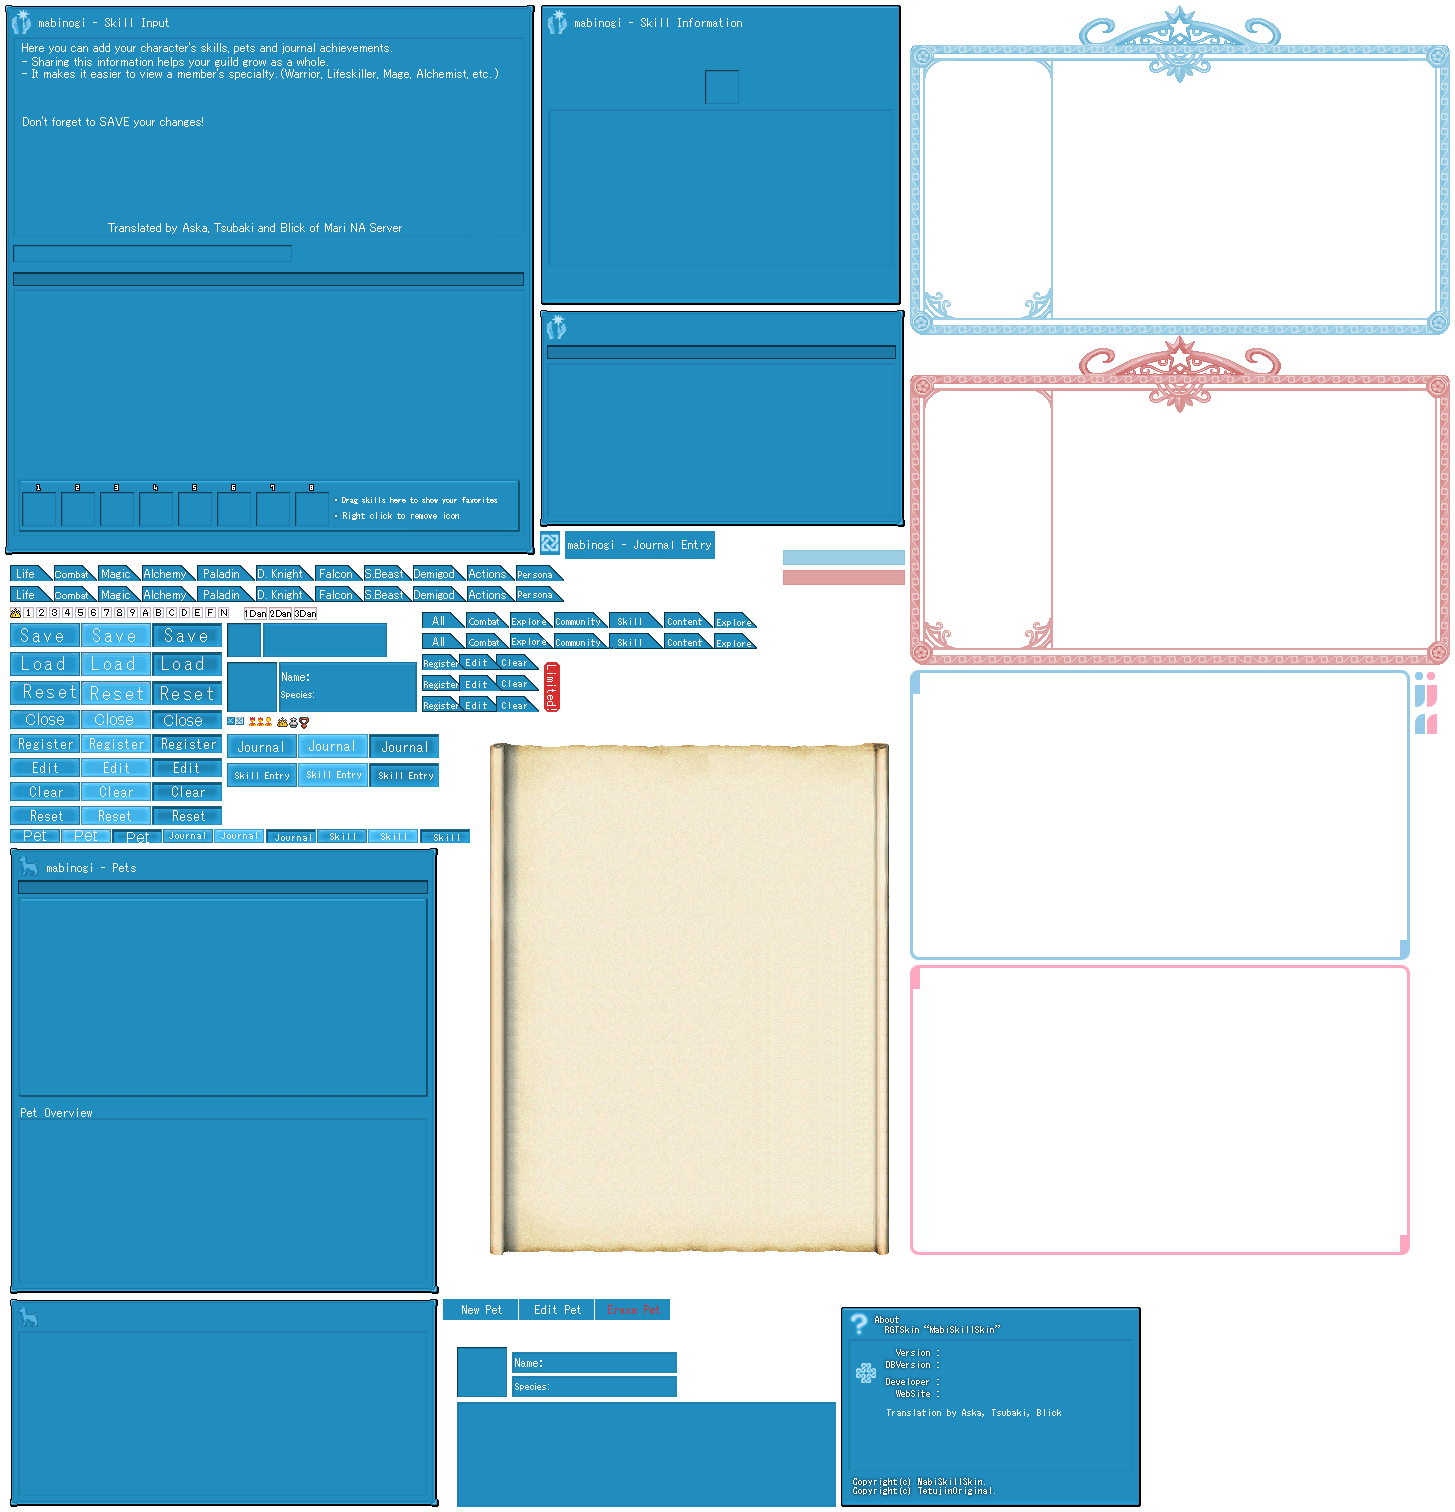 mabinogi - Skill Input
Here you can add your character's skills, pets and journal achievements.
- Sharing this information helps your guild grow as a whole.
- It makes it easier to view a member's specialty.(Warrior, Lifeskiller, Mage, Alchemist, etc.)
Don't forget to SAVE your changes!
Translated by Aska, Tsubaki and Blick of Mari NA Server
1 2 3 4 5 6 7 8
• Drag skills here to show your favorites
• Right click to remove icon
mabinogi - Skill Information
mabinogi - Journal Entry
Life Combat Magic Alchemy Paladin D. Knight Falcon S.Beast Demigod Actions Persona
Life Combat Magic Alchemy Paladin D. Knight Falcon S.Beast Demigod Actions Persona
1 2 3 4 5 6 7 8 9 A B C D E F N 1Dan 2Dan 3Dan
All Combat Explore Community Skill Content Explore
All Combat Explore Community Skill Content Explore
Register Edit Clear
Register Edit Clear
Register Edit Clear
Limited!
Save Save Save
Load Load Load
Reset Reset Reset
Close Close Close
Register Register Register
Edit Edit Edit
Clear Clear Clear
Reset Reset Reset
Name:
Species:
Journal Journal Journal
Skill Entry Skill Entry Skill Entry
Pet Pet Pet Journal Journal Journal Skill Skill Skill
mabinogi - Pets
Pet Overview
New Pet Edit Pet Erase Pet
Name:
Species:
?
About
RGTSkin "MabiSkillSkin"
Version :
DBVersion :
Developer :
WebSite :
Translation by Aska, Tsubaki, Blick
Copyright(c) MabiSkillSkin.
Copyright(c) TetujinOriginal.